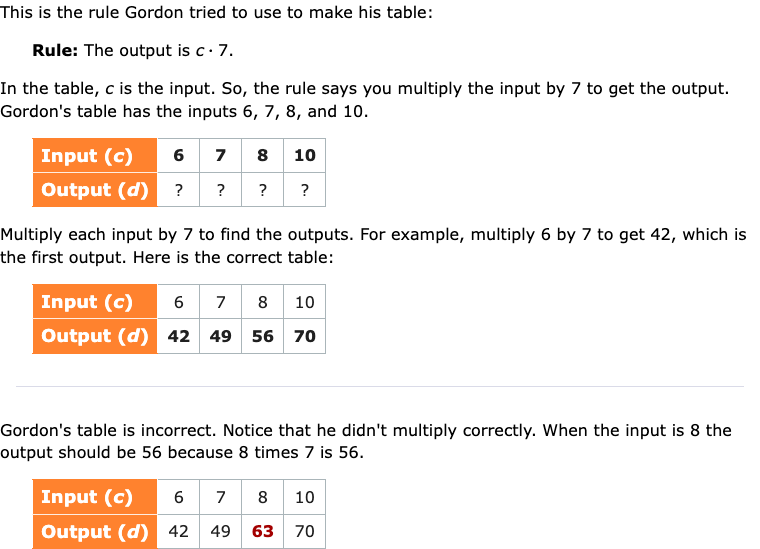 This is the rule Gordon tried to use to make his table:
Rule: The output is c · 7.
In the table, c is the input. So, the rule says you multiply the input by 7 to get the output.
Gordon's table has the inputs 6, 7, 8, and 10.
Input (c) 6 7 8 10
Output (d) ? ? ? ?
Multiply each input by 7 to find the outputs. For example, multiply 6 by 7 to get 42, which is
the first output. Here is the correct table:
Input (c) 6 7 8 10
Output (d) 42 49 56 70
Gordon's table is incorrect. Notice that he didn't multiply correctly. When the input is 8 the
output should be 56 because 8 times 7 is 56.
Input (c) 6 7 8 10
Output (d) 42 49 63 70